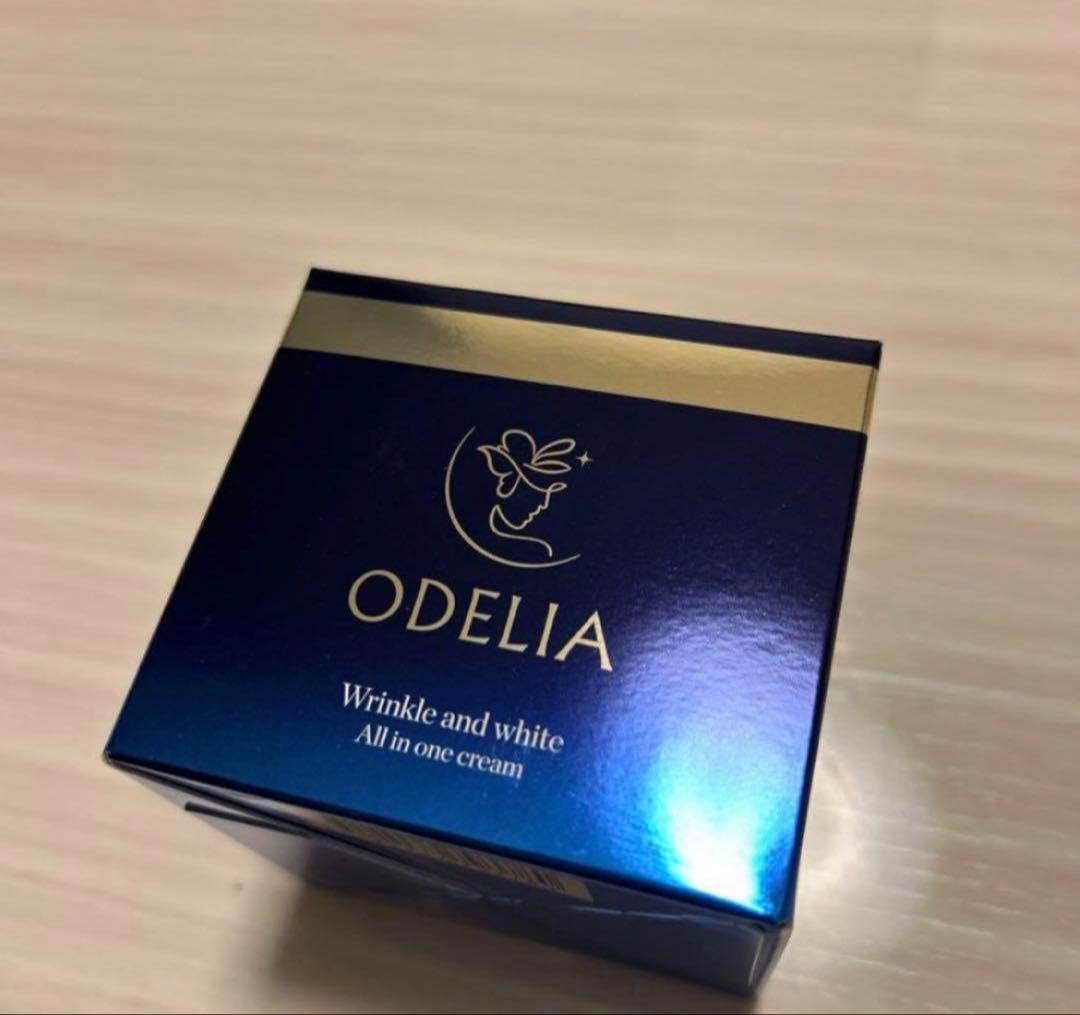 ODELIA
Wrinkle and white
All in one cream